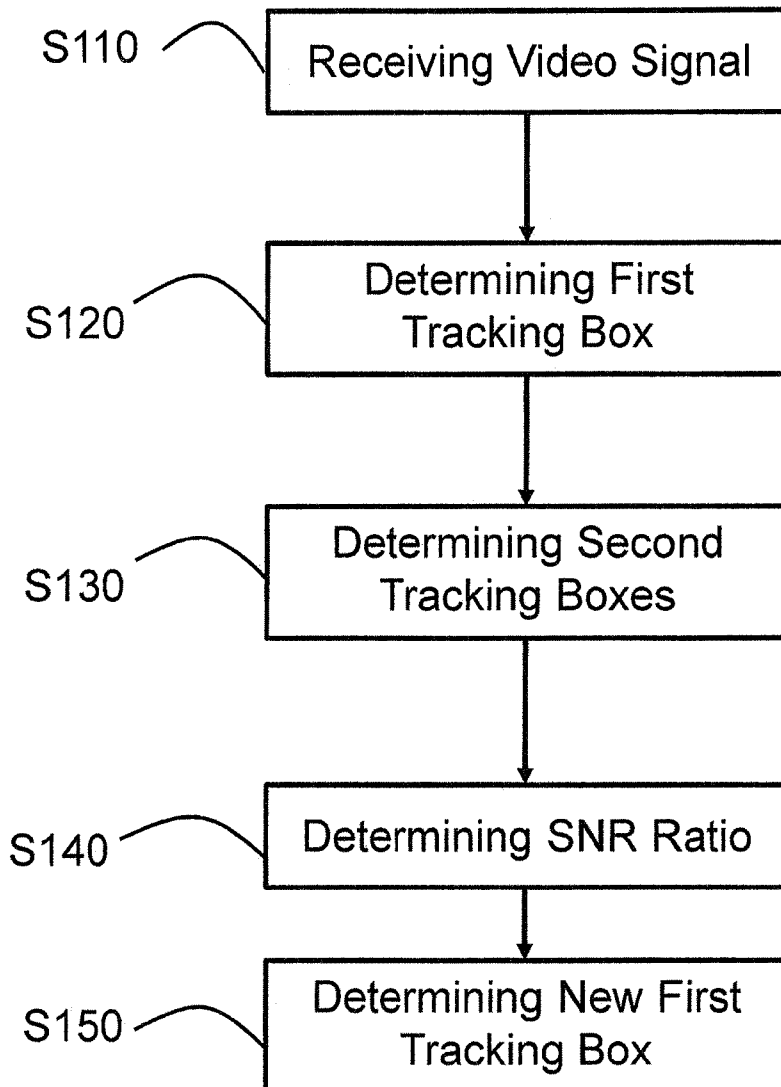 S110
Receiving Video Signal
S120
Determining First
Tracking Box
S130
Determining Second
Tracking Boxes
S140
Determining SNR Ratio
S150
Determining New First
Tracking Box